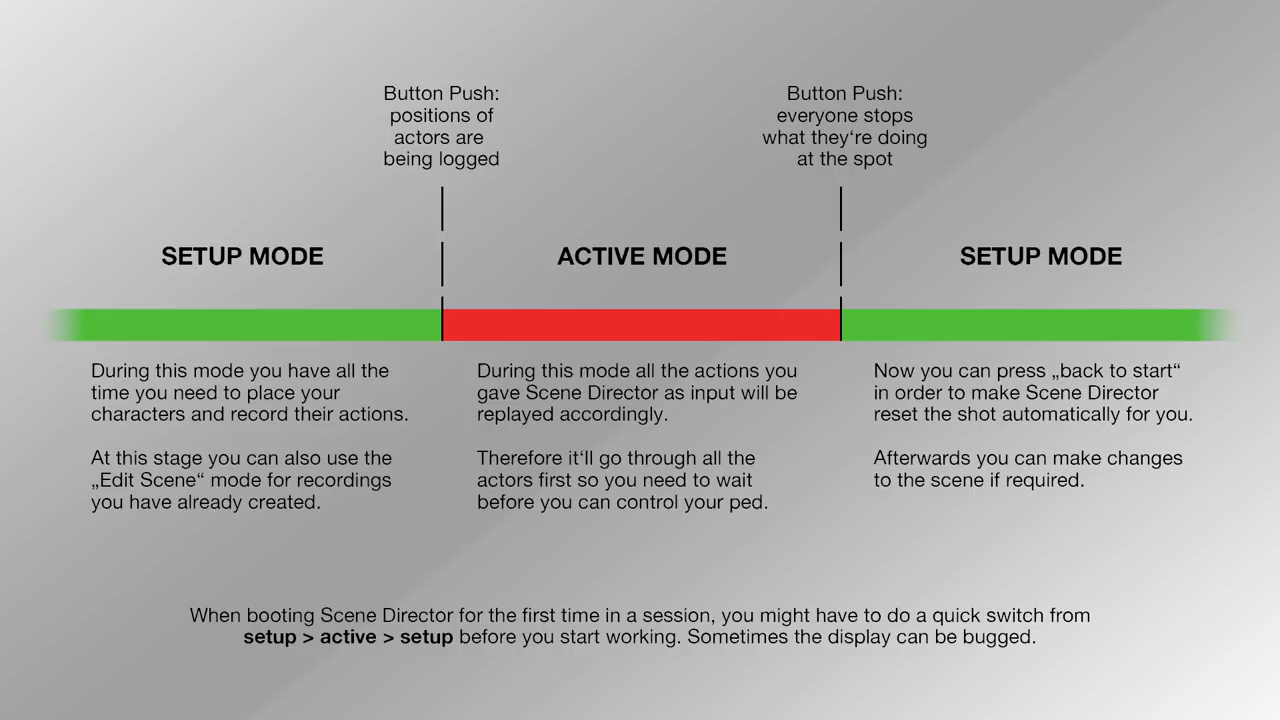 Button Push:
positions of
actors are
being logged
Button Push:
everyone stops
what they‘re doing
at the spot
SETUP MODE
ACTIVE MODE
SETUP MODE
During this mode you have all the
time you need to place your
characters and record their actions.
At this stage you can also use the
„Edit Scene“ mode for recordings
you have already created.
During this mode all the actions you
gave Scene Director as input will be
replayed accordingly.
Therefore it‘ll go through all the
actors first so you need to wait
before you can control your ped.
Now you can press „back to start“
in order to make Scene Director
reset the shot automatically for you.
Afterwards you can make changes
to the scene if required.
When booting Scene Director for the first time in a session, you might have to do a quick switch from
setup > active > setup before you start working. Sometimes the display can be bugged.